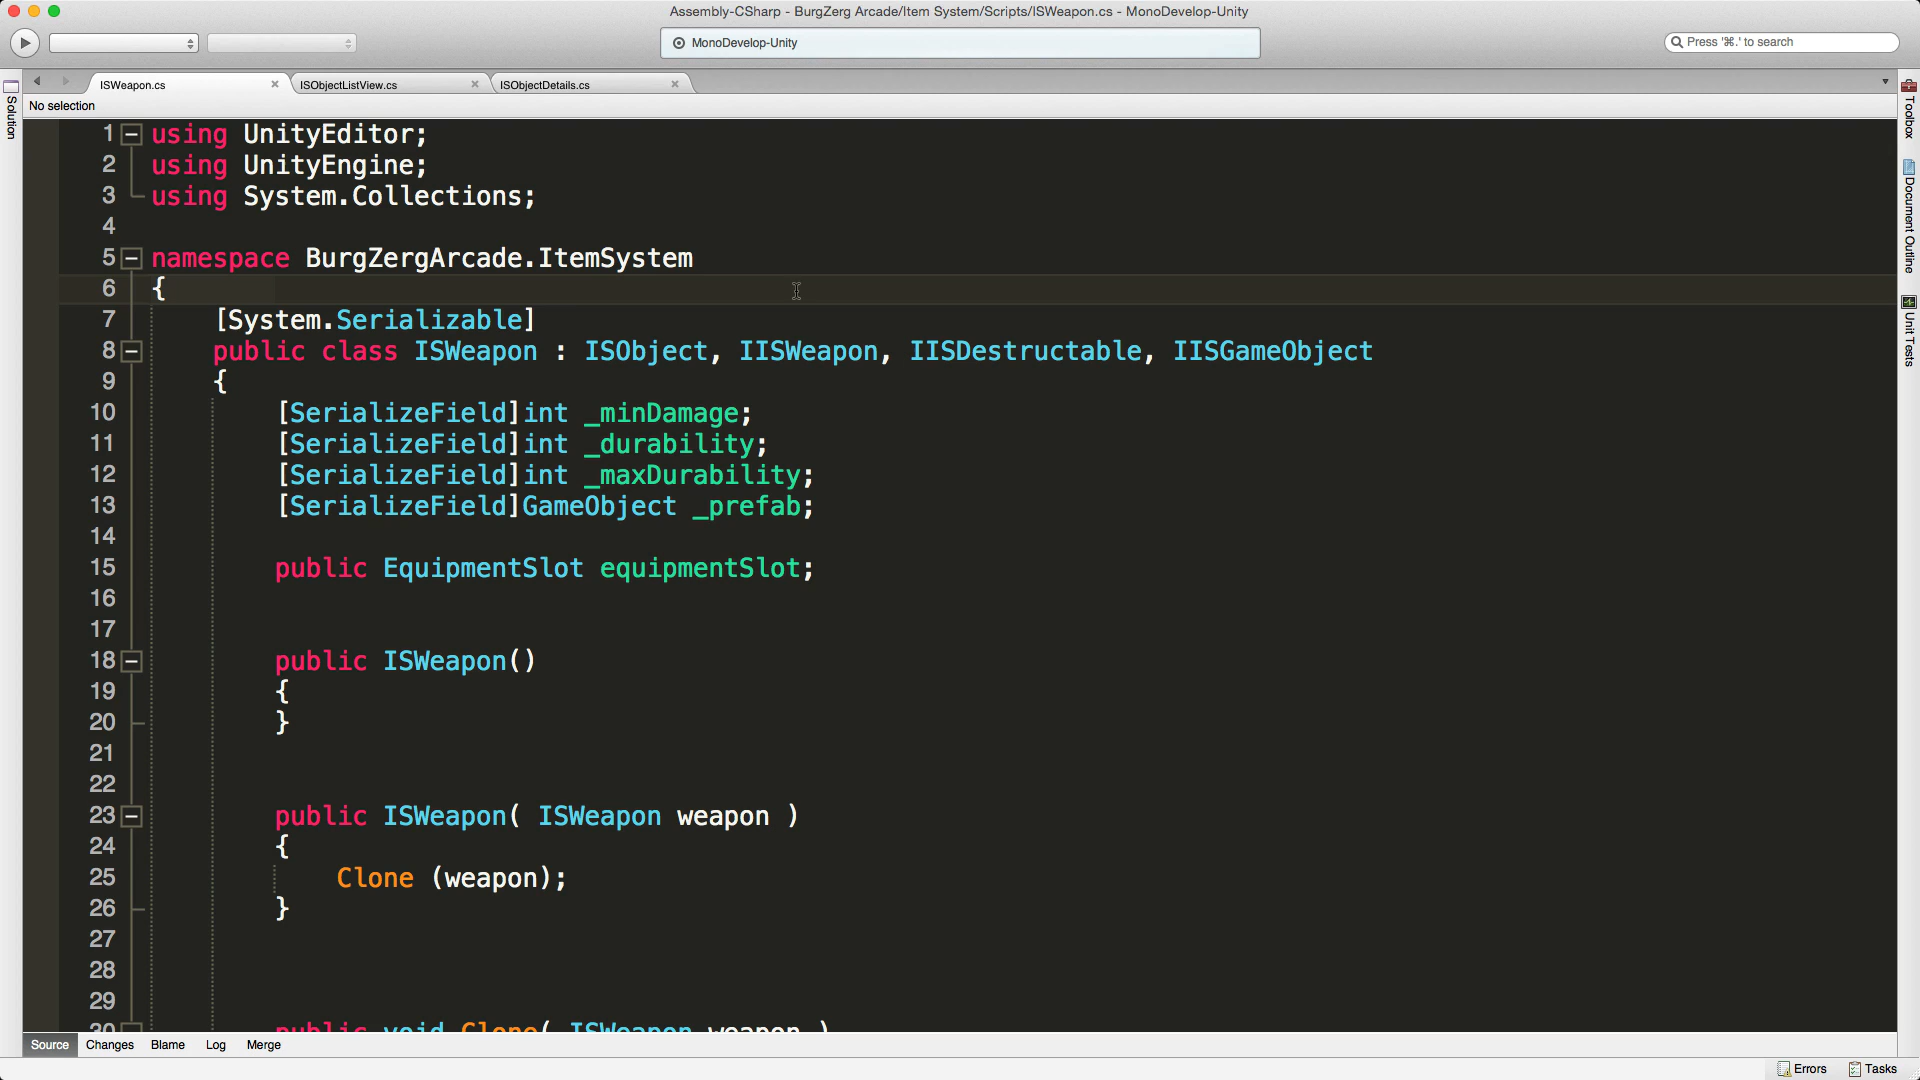 Assembly-CSharp - BurgZerg Arcade/Item System/Scripts/ISWeapon.cs - MonoDevelop-Unity
MonoDevelop-Unity
Press '⌘.' to search
ISWeapon.cs
ISObjectListView.cs
ISObjectDetails.cs
No selection
Solution
Toolbox
Document Outline
Unit Tests
1 using UnityEditor;
2 using UnityEngine;
3 using System.Collections;
4
5 namespace BurgZergArcade.ItemSystem
6 {
7 [System.Serializable]
8 public class ISWeapon : ISObject, IISWeapon, IISDestructable, IISGameObject
9 {
10 [SerializeField]int _minDamage;
11 [SerializeField]int _durability;
12 [SerializeField]int _maxDurability;
13 [SerializeField]GameObject _prefab;
14
15 public EquipmentSlot equipmentSlot;
16
17
18 public ISWeapon()
19 {
20 }
21
22
23 public ISWeapon( ISWeapon weapon )
24 {
25 Clone (weapon);
26 }
27
28
29
30 public void Clone( ISWeapon weapon )
Source Changes Blame Log Merge
Errors Tasks